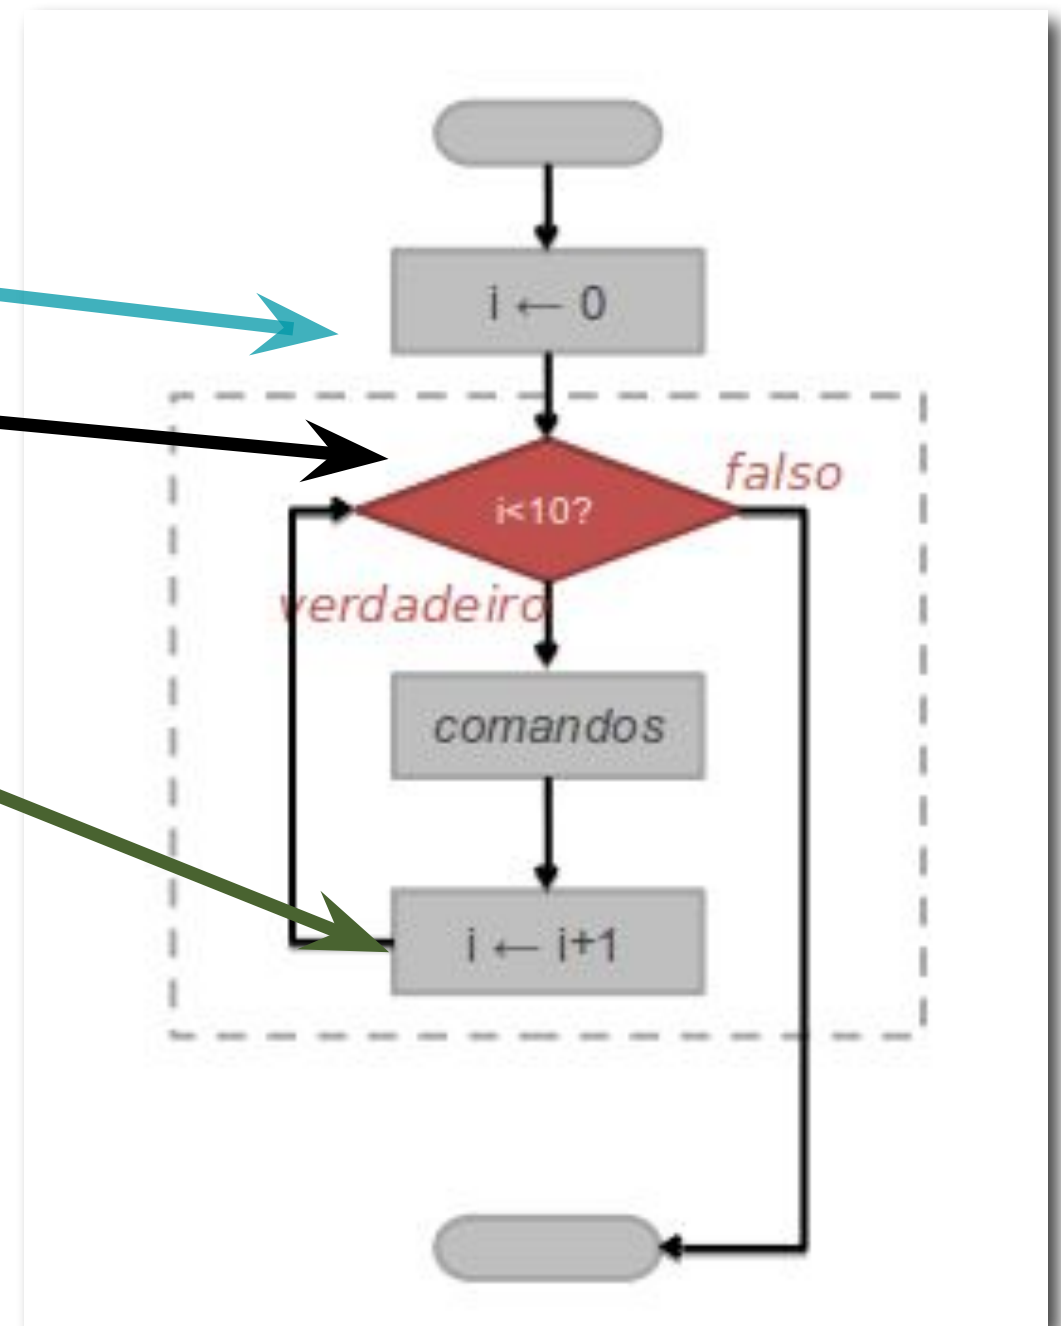 i ← 0
i<10?
falso
verdadeiro
comandos
i ← i+1